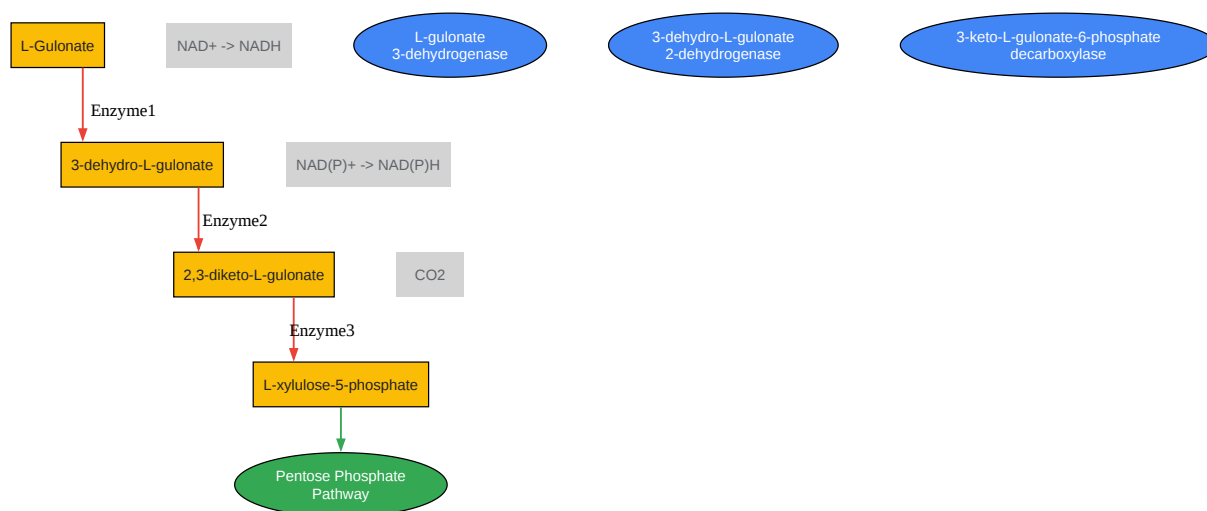 L-Gulonate
NAD+ -> NADH
L-gulonate
3-dehydrogenase
3-dehydro-L-gulonate
2-dehydrogenase
3-keto-L-gulonate-6-phosphate
decarboxylase
Enzyme1
3-dehydro-L-gulonate
NAD(P)+ -> NAD(P)H
Enzyme2
2,3-diketo-L-gulonate
CO2
Enzyme3
L-xylulose-5-phosphate
Pentose Phosphate
Pathway